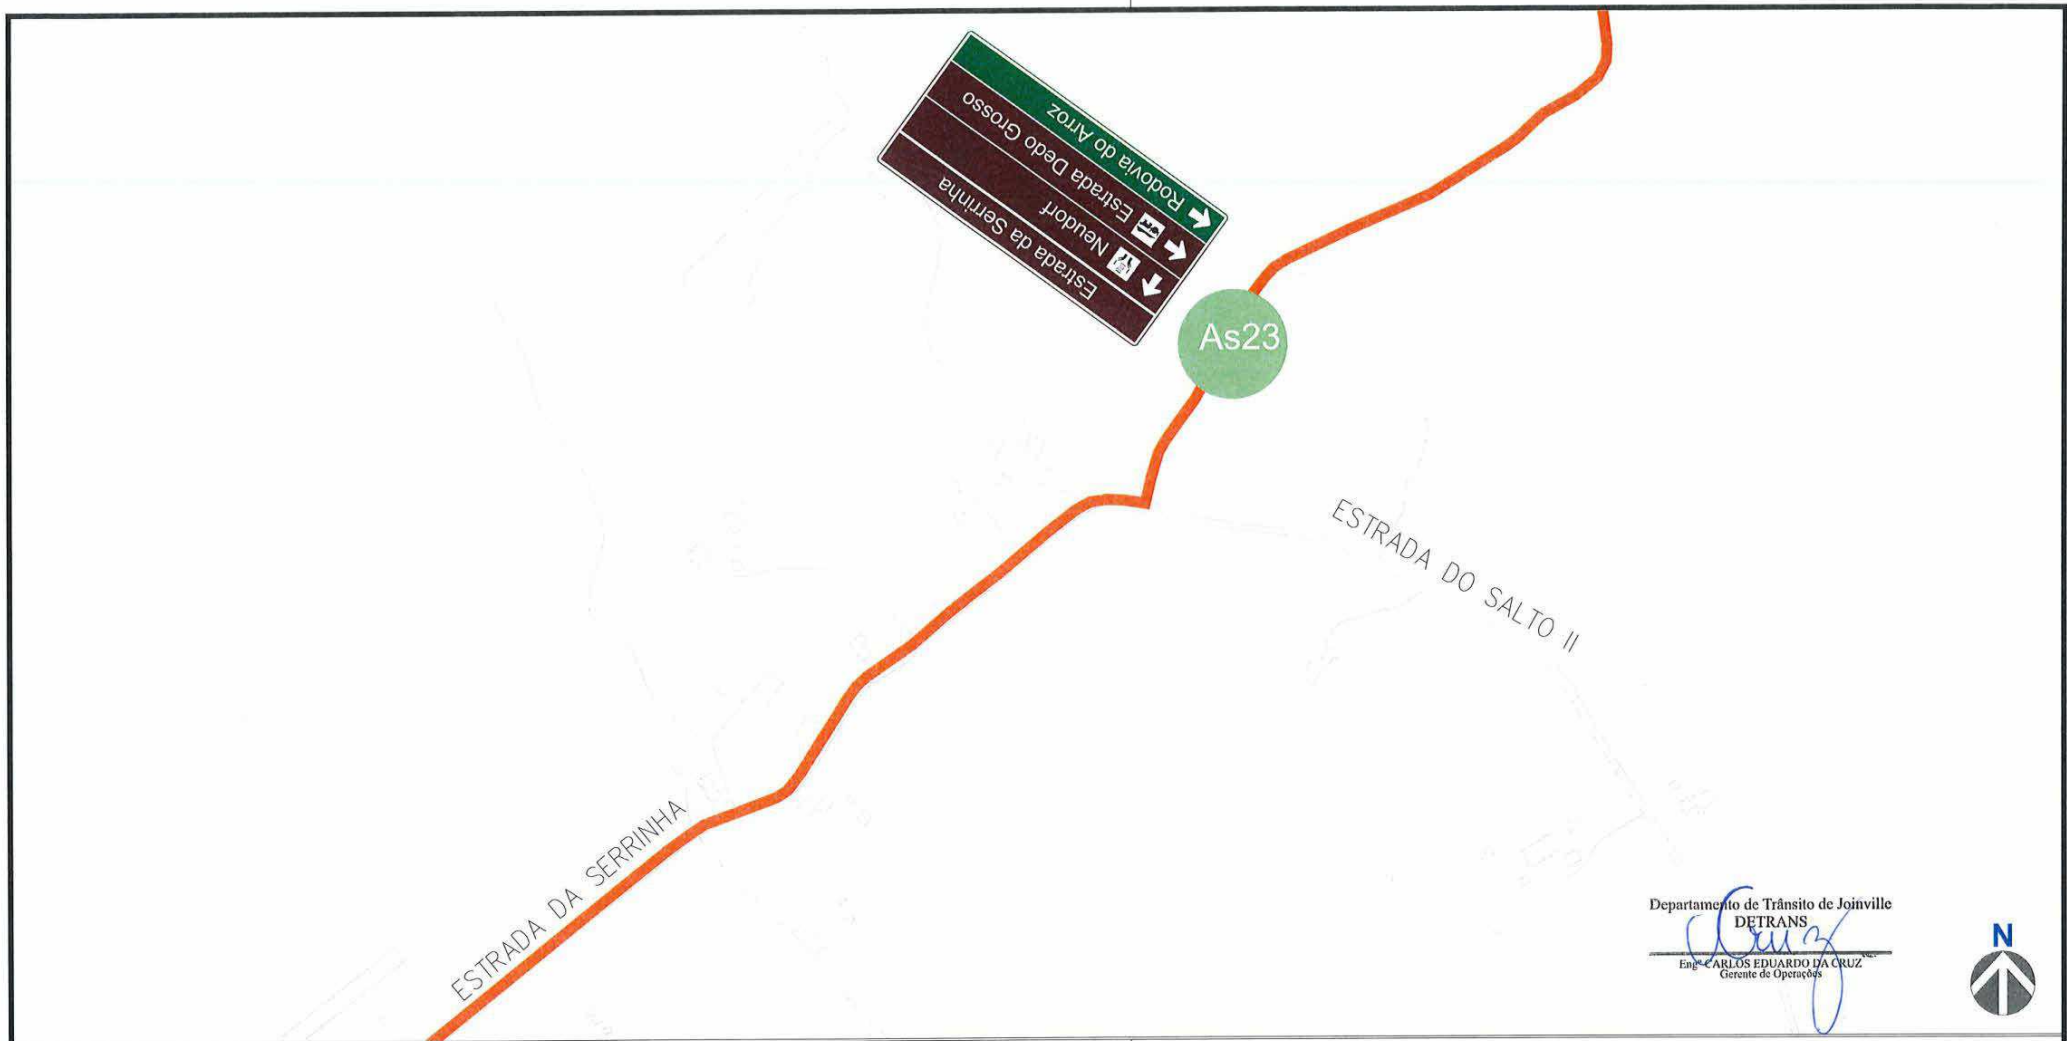 Estrada da Serrinha
Neudorf
Estrada Dedo Grosso
Rodovia do Arroz
As23
ESTRADA DO SALTO II
ESTRADA DA SERRINHA
Departamento de Trânsito de Joinville
DETRANS
Cruz
Engº CARLOS EDUARDO DA CRUZ
Gerente de Operações
N